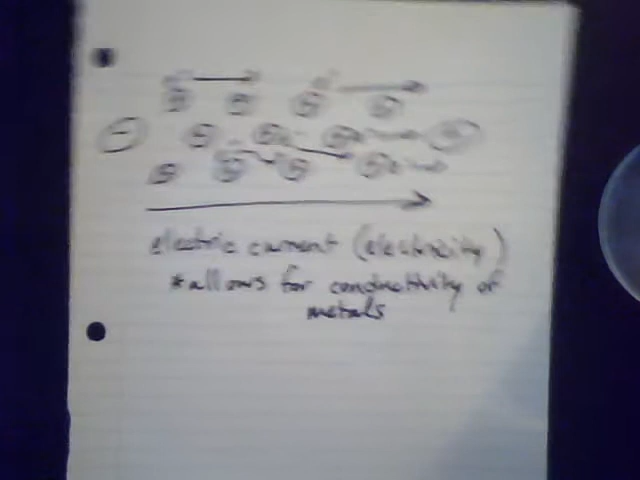 electric current (electricity)
*allows for conductivity of
metals